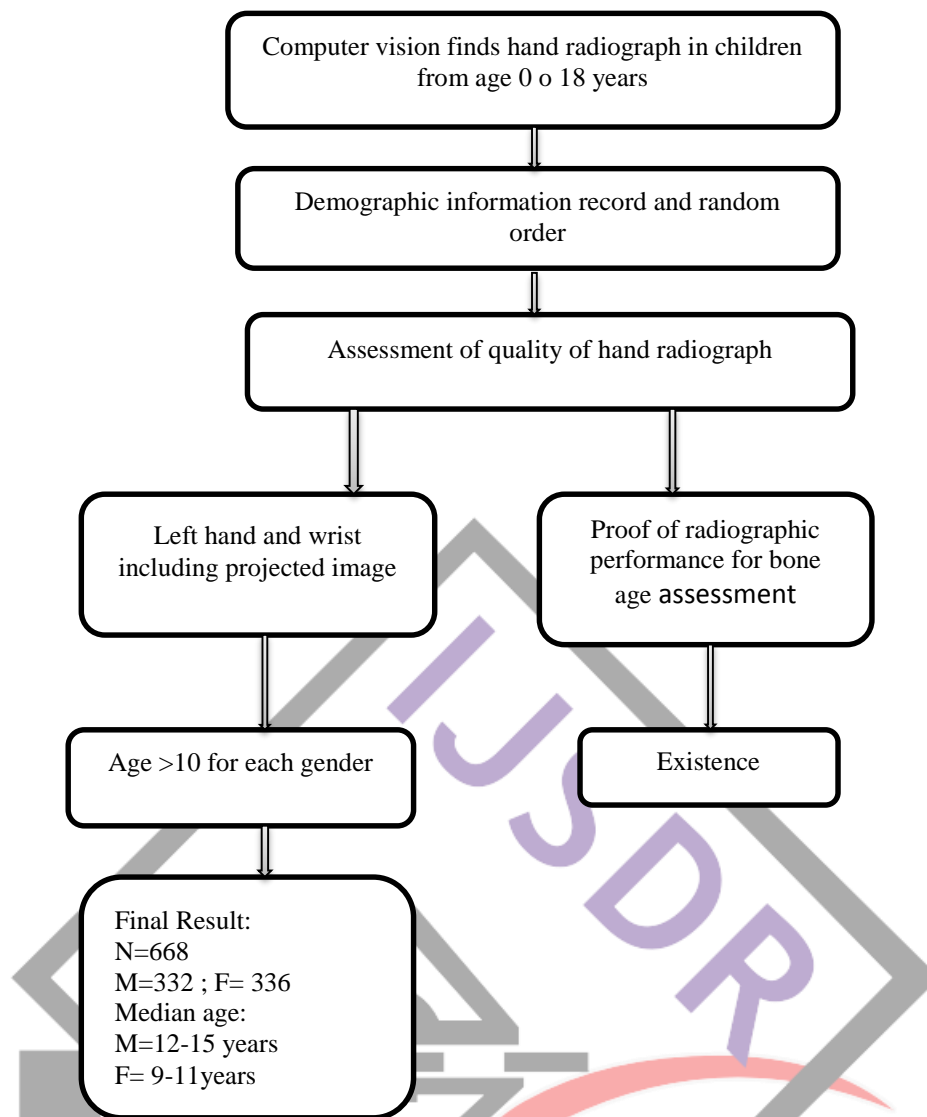 Computer vision finds hand radiograph in children
from age 0 o 18 years
Demographic information record and random
order
Assessment of quality of hand radiograph
Left hand and wrist
including projected image
Proof of radiographic
performance for bone
age assessment
Age >10 for each gender
Existence
Final Result:
N=668
M=332 ; F= 336
Median age:
M=12-15 years
F= 9-11years
IJSDR